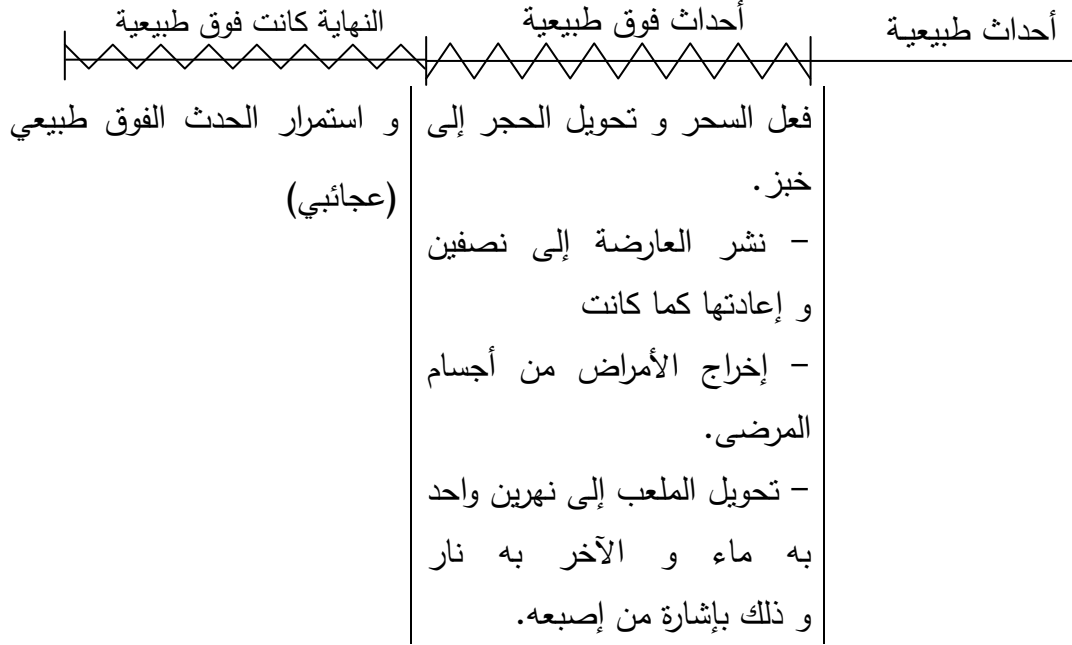 أحداث طبيعية
أحداث فوق طبيعية
النهاية كانت فوق طبيعية
فعل السحر و تحويل الحجر إلى
خبز.
– نشر العارضة إلى نصفين
و إعادتها كما كانت
– إخراج الأمراض من أجسام
المرضى.
– تحويل الملعب إلى نهرين واحد
به ماء و الآخر به نار
و ذلك بإشارة من إصبعه.
و استمرار الحدث الفوق طبيعي
(عجائبي)